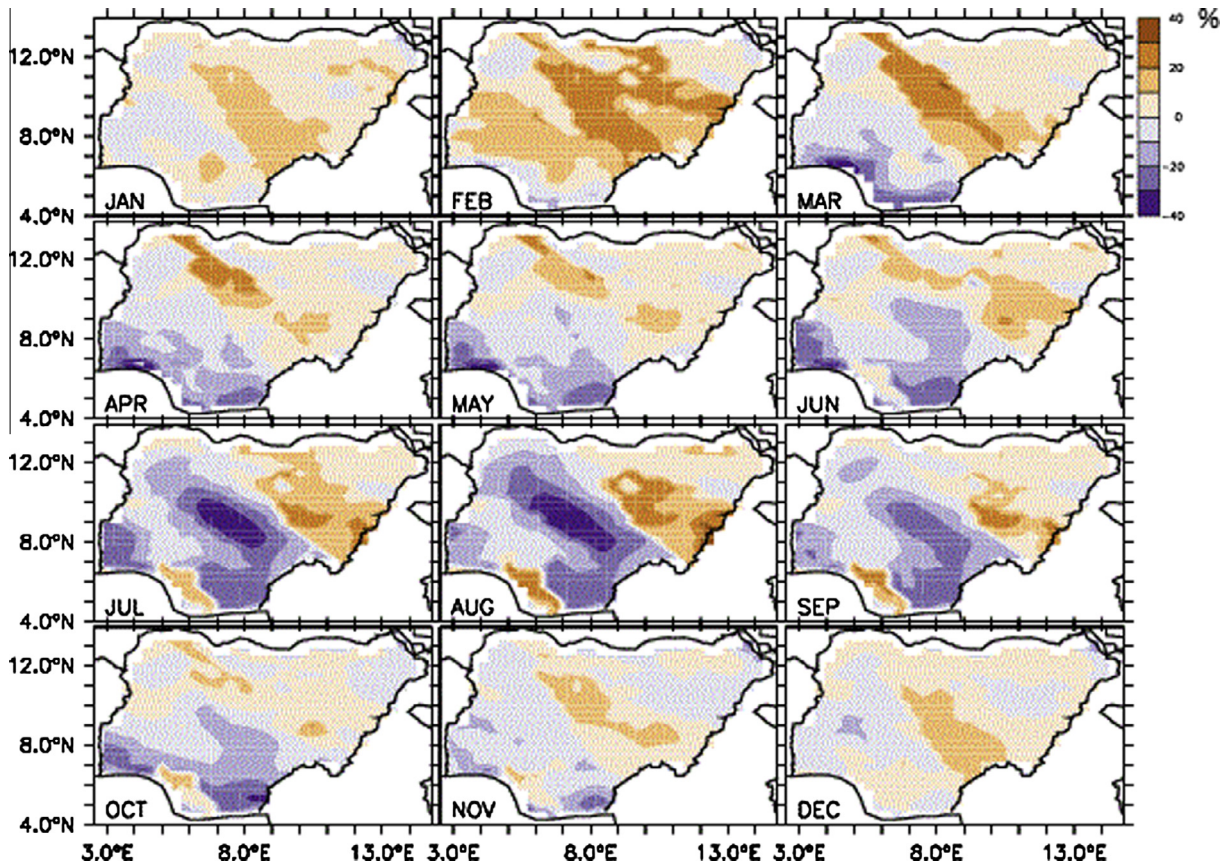 40 %
12.0°N
20
8.0°N
0
-20
JAN FEB MAR
4.0°N -40
12.0°N
8.0°N
APR MAY JUN
4.0°N
12.0°N
8.0°N
JUL AUG SEP
4.0°N
12.0°N
8.0°N
OCT NOV DEC
4.0°N
3.0°E 8.0°E 13.0°E 3.0°E 8.0°E 13.0°E 3.0°E 8.0°E 13.0°E